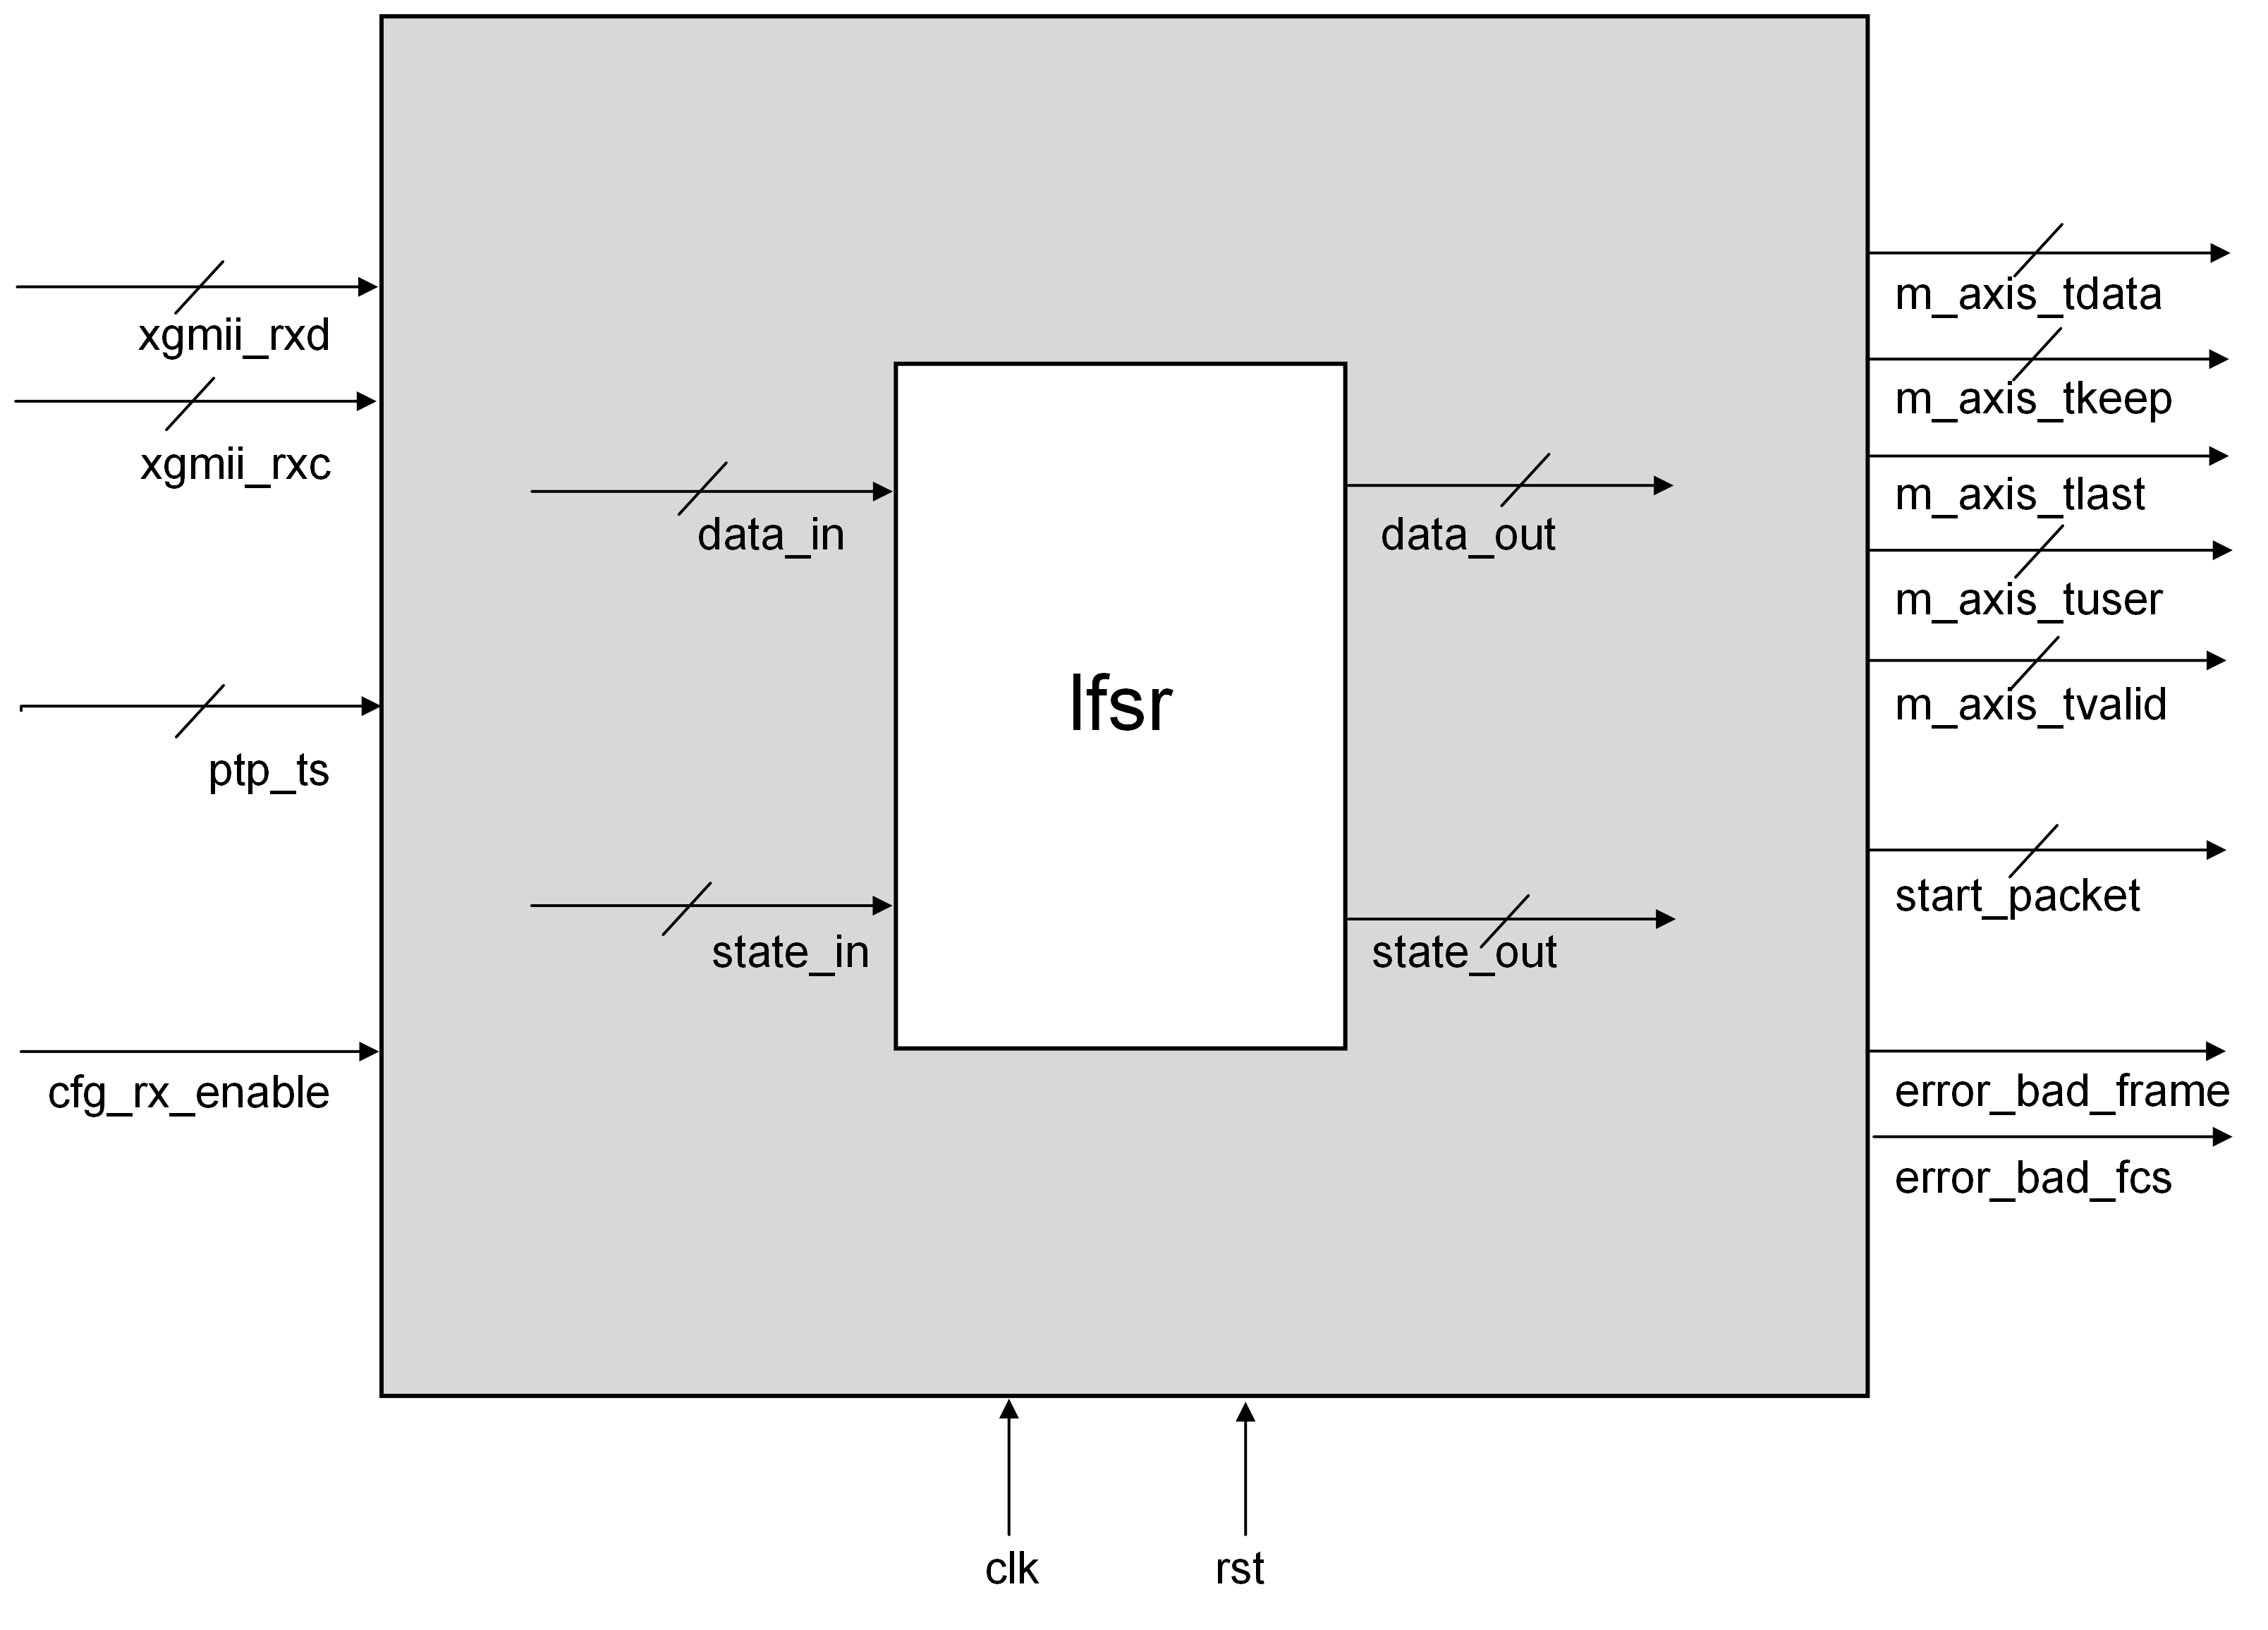 xgmii_rxd
xgmii_rxc
ptp_ts
cfg_rx_enable
data_in
state_in
lfsr
data_out
state_out
m_axis_tdata
m_axis_tkeep
m_axis_tlast
m_axis_tuser
m_axis_tvalid
start_packet
error_bad_frame
error_bad_fcs
clk
rst